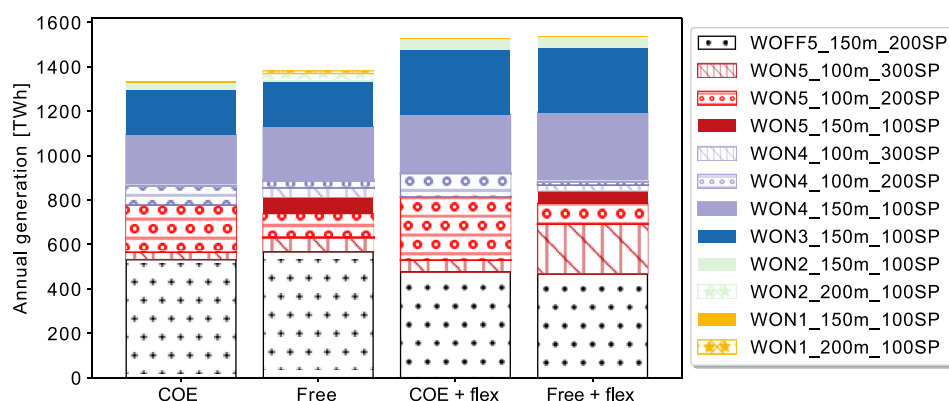 1600
1400
1200
1000
800
600
400
200
0
Annual generation [TWh]
COE
Free
COE + flex
Free + flex
WOFF5_150m_200SP
WON5_100m_300SP
WON5_100m_200SP
WON5_150m_100SP
WON4_100m_300SP
WON4_100m_200SP
WON4_150m_100SP
WON3_150m_100SP
WON2_150m_100SP
WON2_200m_100SP
WON1_150m_100SP
WON1_200m_100SP